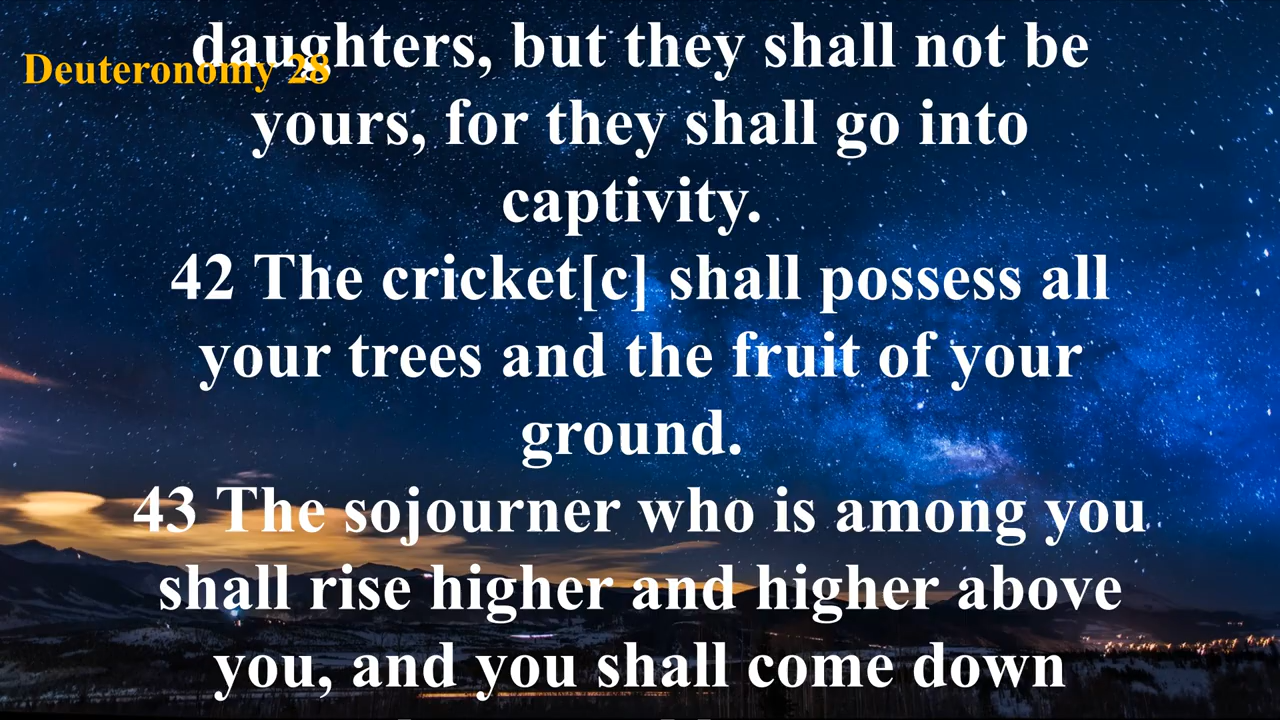 daughters, but they shall not be
Deuteronomy 28
yours, for they shall go into
captivity.
42 The cricket[c] shall possess all
your trees and the fruit of your
ground.
43 The sojourner who is among you
shall rise higher and higher above
you, and you shall come down